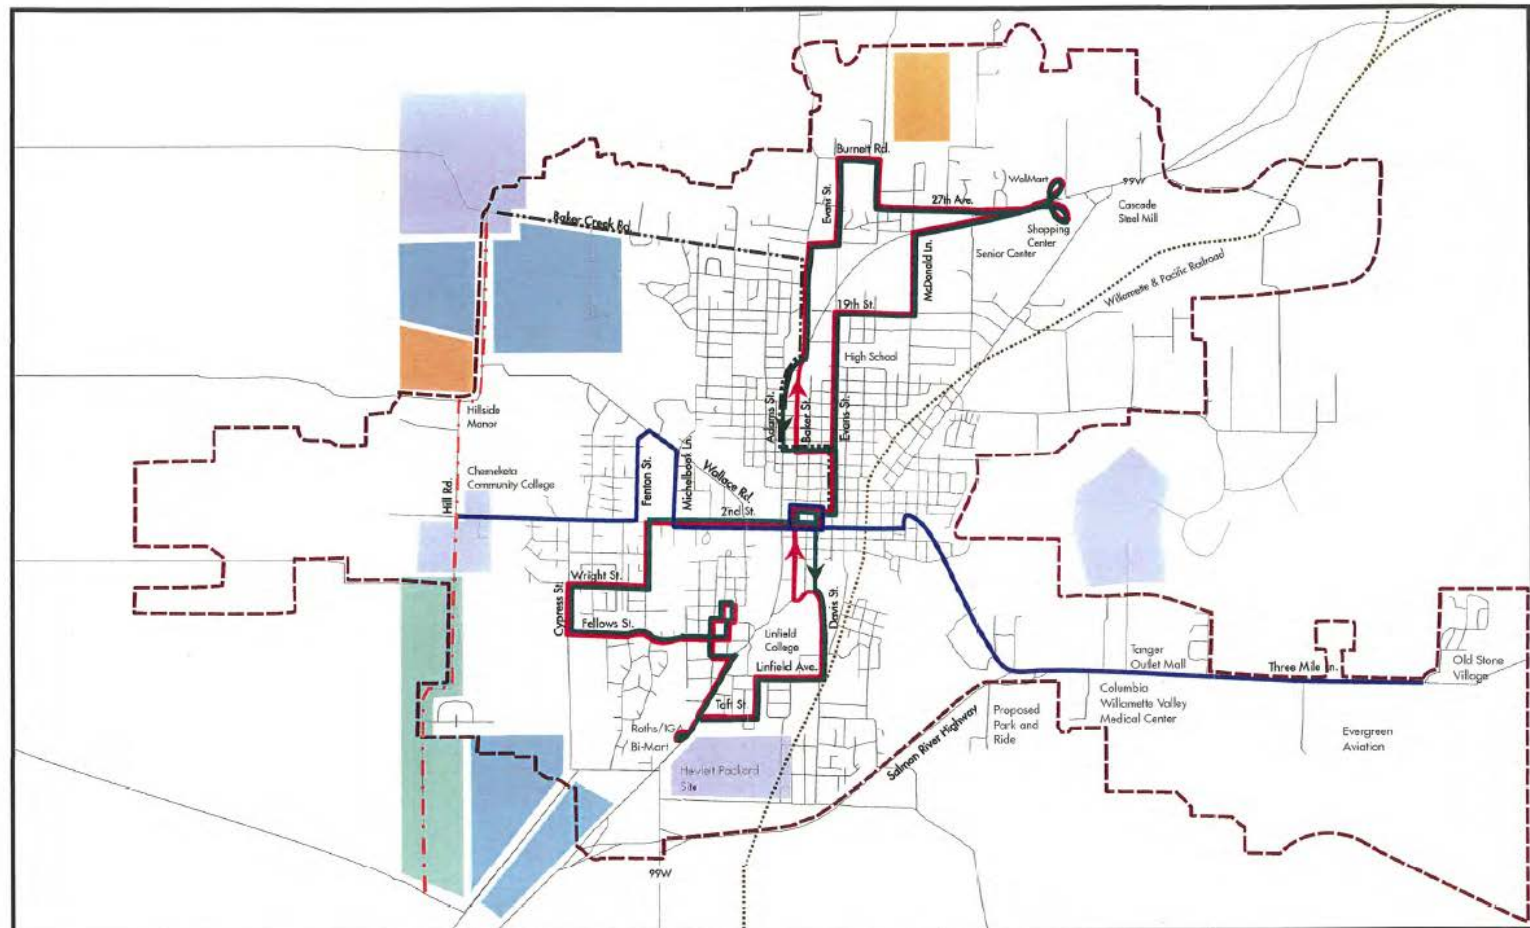 Burnett Rd.
WalMart
99W
27th Ave.
Cascade
Steel Mill
Evans St.
Baker Creek Rd.
Shopping
Center
Senior Center
McDonald Ln.
Willamette & Pacific Railroad
19th St.
High School
Adams St.
Baker St.
Evans St.
Hillside
Manor
Chemeketa
Community College
Hill Rd.
Fenton St.
Michelbook Ln.
Wallace Rd.
2nd St.
Wright St.
Cypress St.
Fellows St.
Davis St.
Linfield
College
Linfield Ave.
Taft St.
Roths/IGA
Bi-Mart
Hewlett Packard
Site
Salmon River Highway
Proposed
Park and
Ride
Tanger
Outlet Mall
Columbia
Willamette Valley
Medical Center
Three Mile Ln.
Old Stone
Village
Evergreen
Aviation
99W